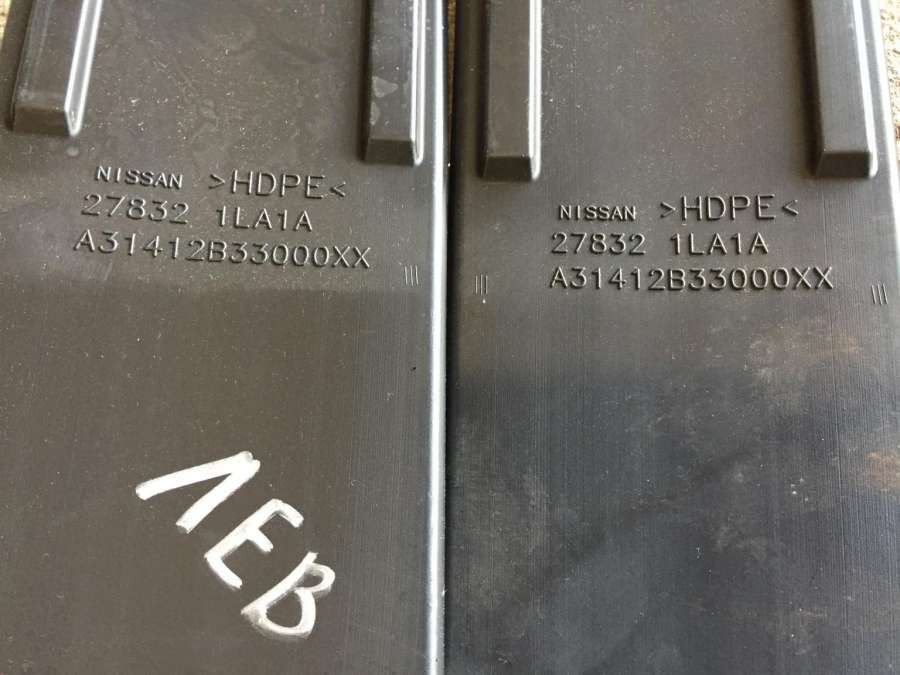 NISSAN >HDPE<
27832 1LA1A
A31412B33000XX
ЛЕВ
NISSAN >HDPE<
27832 1LA1A
A31412B33000XX